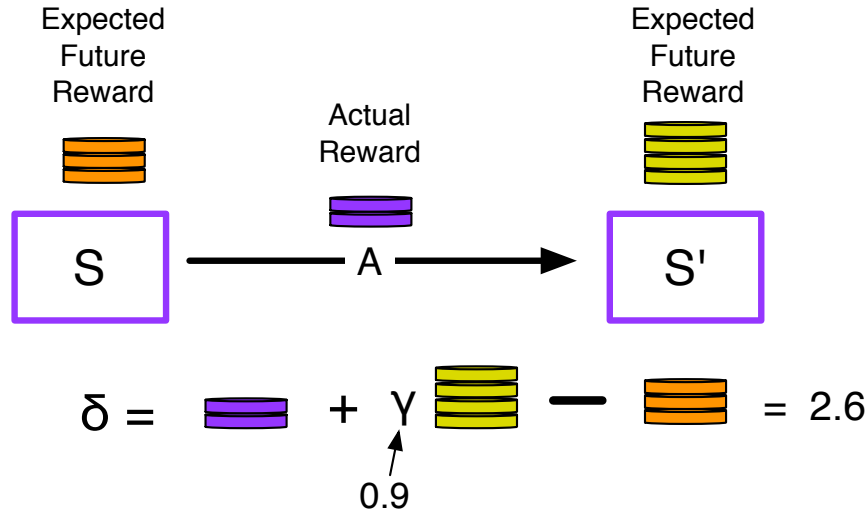 Expected
Future
Reward
Actual
Reward
Expected
Future
Reward
S
A
S'
δ = + γ − = 2.6
0.9